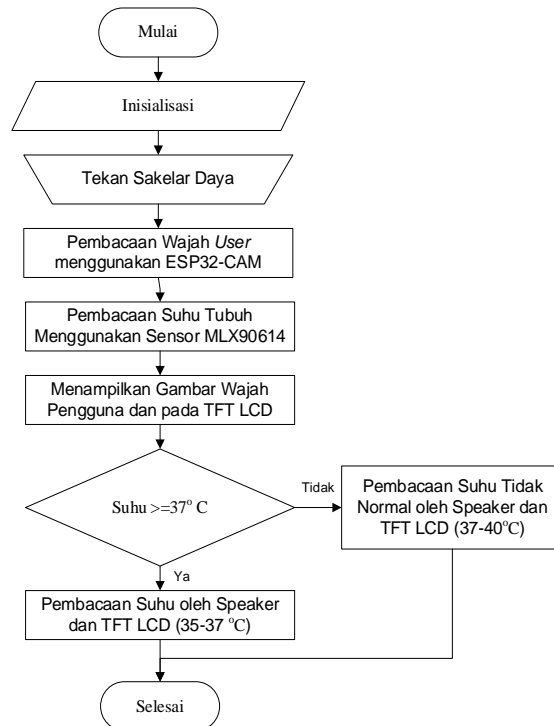 Mulai
Inisialisasi
Tekan Sakelar Daya
Pembacaan Wajah User
menggunakan ESP32-CAM
Pembacaan Suhu Tubuh
Menggunakan Sensor MLX90614
Menampilkan Gambar Wajah
Pengguna dan pada TFT LCD
Suhu >=37° C
Tidak
Pembacaan Suhu Tidak
Normal oleh Speaker dan
TFT LCD (37-40°C)
Ya
Pembacaan Suhu oleh Speaker
dan TFT LCD (35-37 °C)
Selesai